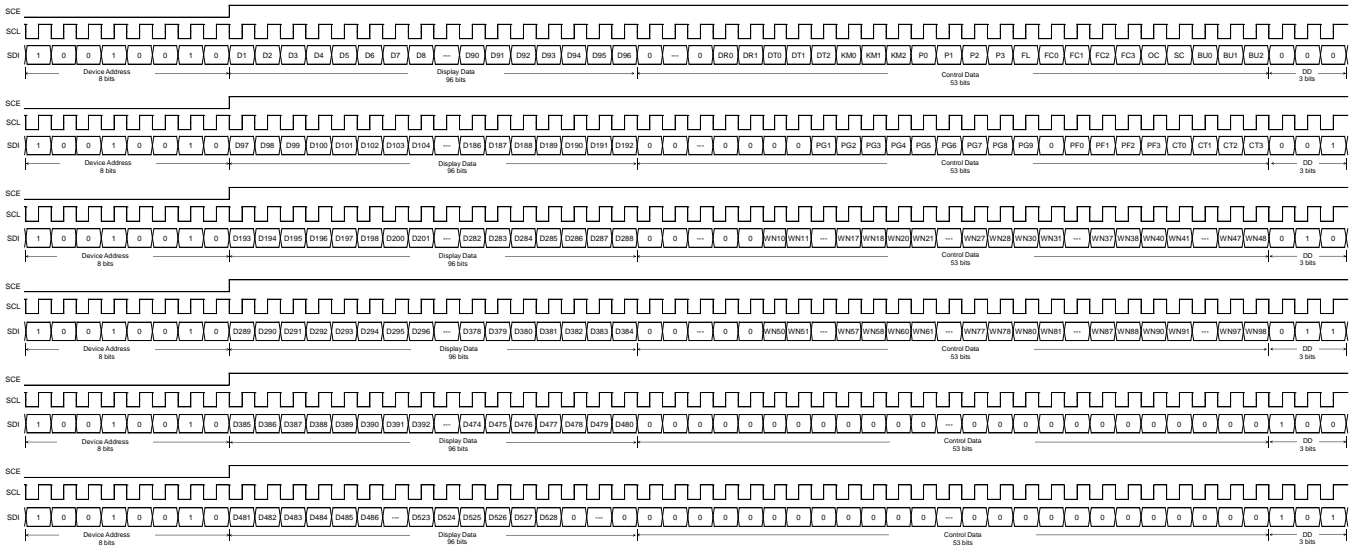 SCE
SCL
SDI 1 0 0 1 0 0 1 0 D1 D2 D3 D4 D5 D6 D7 D8 --- D90 D91 D92 D93 D94 D95 D96 0 --- 0 DR0 DR1 DT0 DT1 DT2 KM0 KM1 KM2 P0 P1 P2 P3 FL FC0 FC1 FC2 FC3 OC SC BU0 BU1 BU2 0 0 0
Device Address Display Data Control Data DD
8 bits 96 bits 53 bits 3 bits
SCE
SCL
SDI 1 0 0 1 0 0 1 0 D97 D98 D99 D100 D101 D102 D103 D104 --- D186 D187 D188 D189 D190 D191 D192 0 0 --- 0 0 0 0 PG1 PG2 PG3 PG4 PG5 PG6 PG7 PG8 PG9 0 PF0 PF1 PF2 PF3 CT0 CT1 CT2 CT3 0 0 1
Device Address Display Data Control Data DD
8 bits 96 bits 53 bits 3 bits
SCE
SCL
SDI 1 0 0 1 0 0 1 0 D193 D194 D195 D196 D197 D198 D200 D201 --- D282 D283 D284 D285 D286 D287 D288 0 0 --- 0 0 WN10 WN11 --- WN17 WN18 WN20 WN21 --- WN27 WN28 WN30 WN31 --- WN37 WN38 WN40 WN41 --- WN47 WN48 0 1 0
Device Address Display Data Control Data DD
8 bits 96 bits 53 bits 3 bits
SCE
SCL
SDI 1 0 0 1 0 0 1 0 D289 D290 D291 D292 D293 D294 D295 D296 --- D378 D379 D380 D381 D382 D383 D384 0 0 --- 0 0 WN50 WN51 --- WN57 WN58 WN60 WN61 --- WN77 WN78 WN80 WN81 --- WN87 WN88 WN90 WN91 --- WN97 WN98 0 1 1
Device Address Display Data Control Data DD
8 bits 96 bits 53 bits 3 bits
SCE
SCL
SDI 1 0 0 1 0 0 1 0 D385 D386 D387 D388 D389 D390 D391 D392 --- D474 D475 D476 D477 D478 D479 D480 0 0 0 0 0 0 0 0 0 0 0 0 --- 0 0 0 0 0 0 0 0 0 0 0 0 1 0 0
Device Address Display Data Control Data DD
8 bits 96 bits 53 bits 3 bits
SCE
SCL
SDI 1 0 0 1 0 0 1 0 D481 D482 D483 D484 D485 D486 --- D523 D524 D525 D526 D527 D528 0 --- 0 0 0 0 0 0 0 0 0 0 0 0 0 --- 0 0 0 0 0 0 0 0 0 0 0 0 1 0 1
Device Address Display Data Control Data DD
8 bits 96 bits 53 bits 3 bits